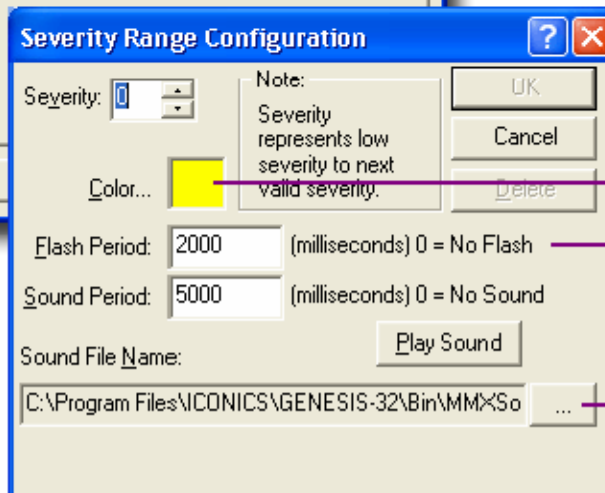 Severity Range Configuration
Severity: 0
Note:
Severity
represents low
severity to next
valid severity.
UK
Cancel
Delete
Color...
Flash Period: 2000 (milliseconds) 0 = No Flash
Sound Period: 5000 (milliseconds) 0 = No Sound
Play Sound
Sound File Name:
C:\Program Files\ICONICS\GENESIS-32\Bin\MMXSo ...